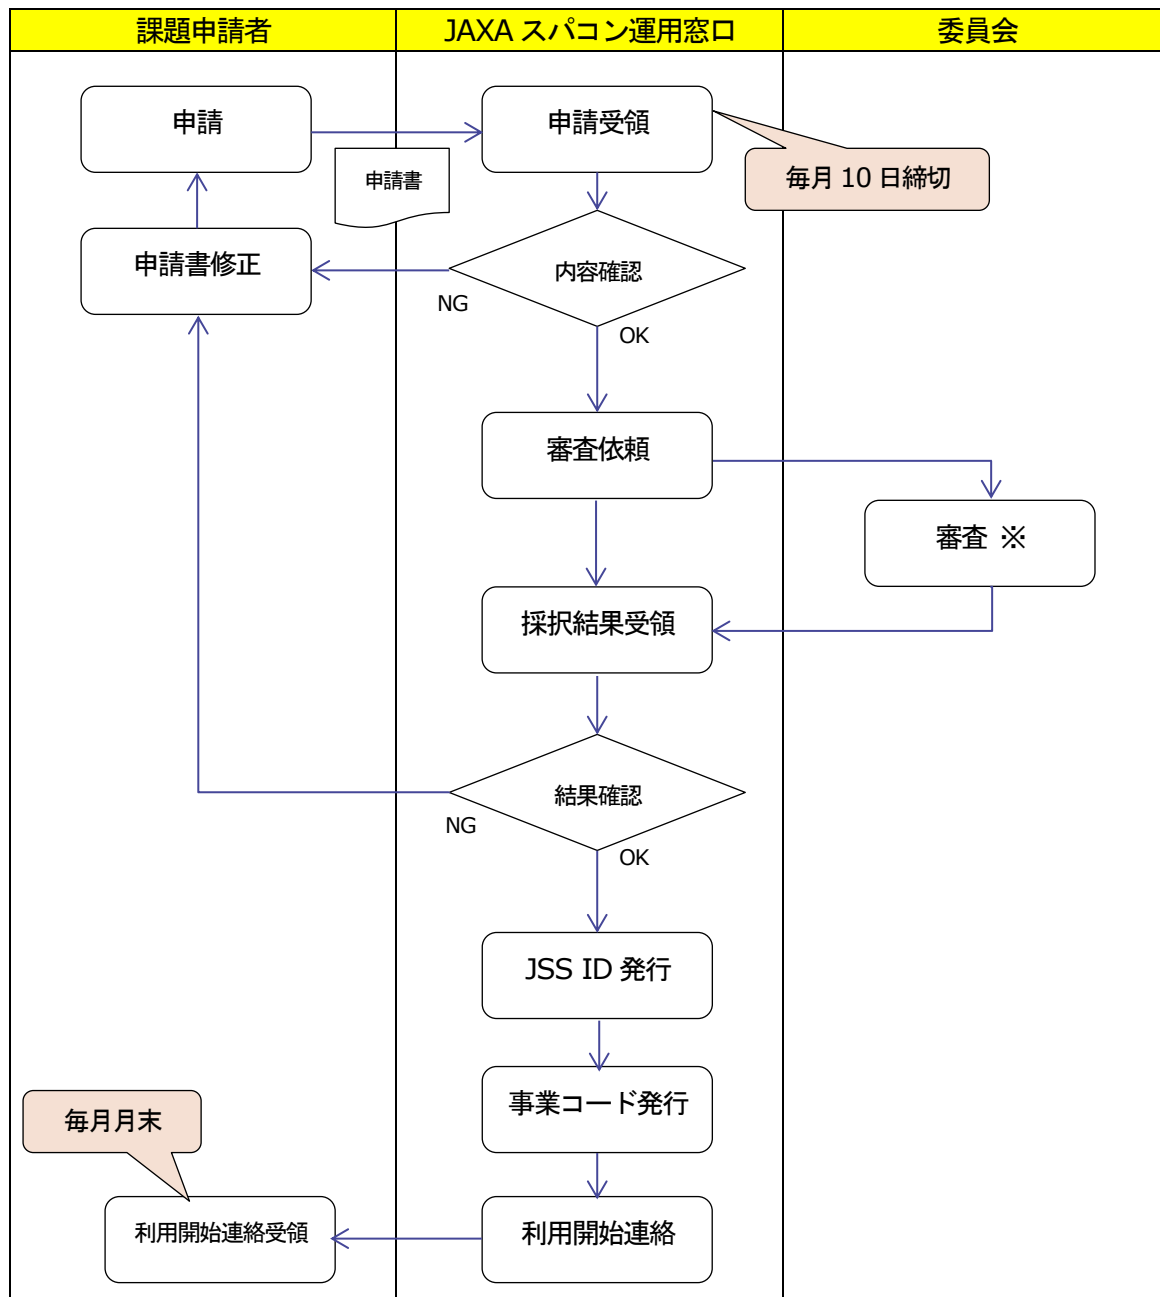 課題申請者
JAXA スパコン運用窓口
委員会
申請
申請受領
毎月 10 日締切
申請書
申請書修正
内容確認
NG
OK
審査依頼
審査 ※
採択結果受領
結果確認
NG
OK
JSS ID 発行
事業コード発行
毎月月末
利用開始連絡受領
利用開始連絡